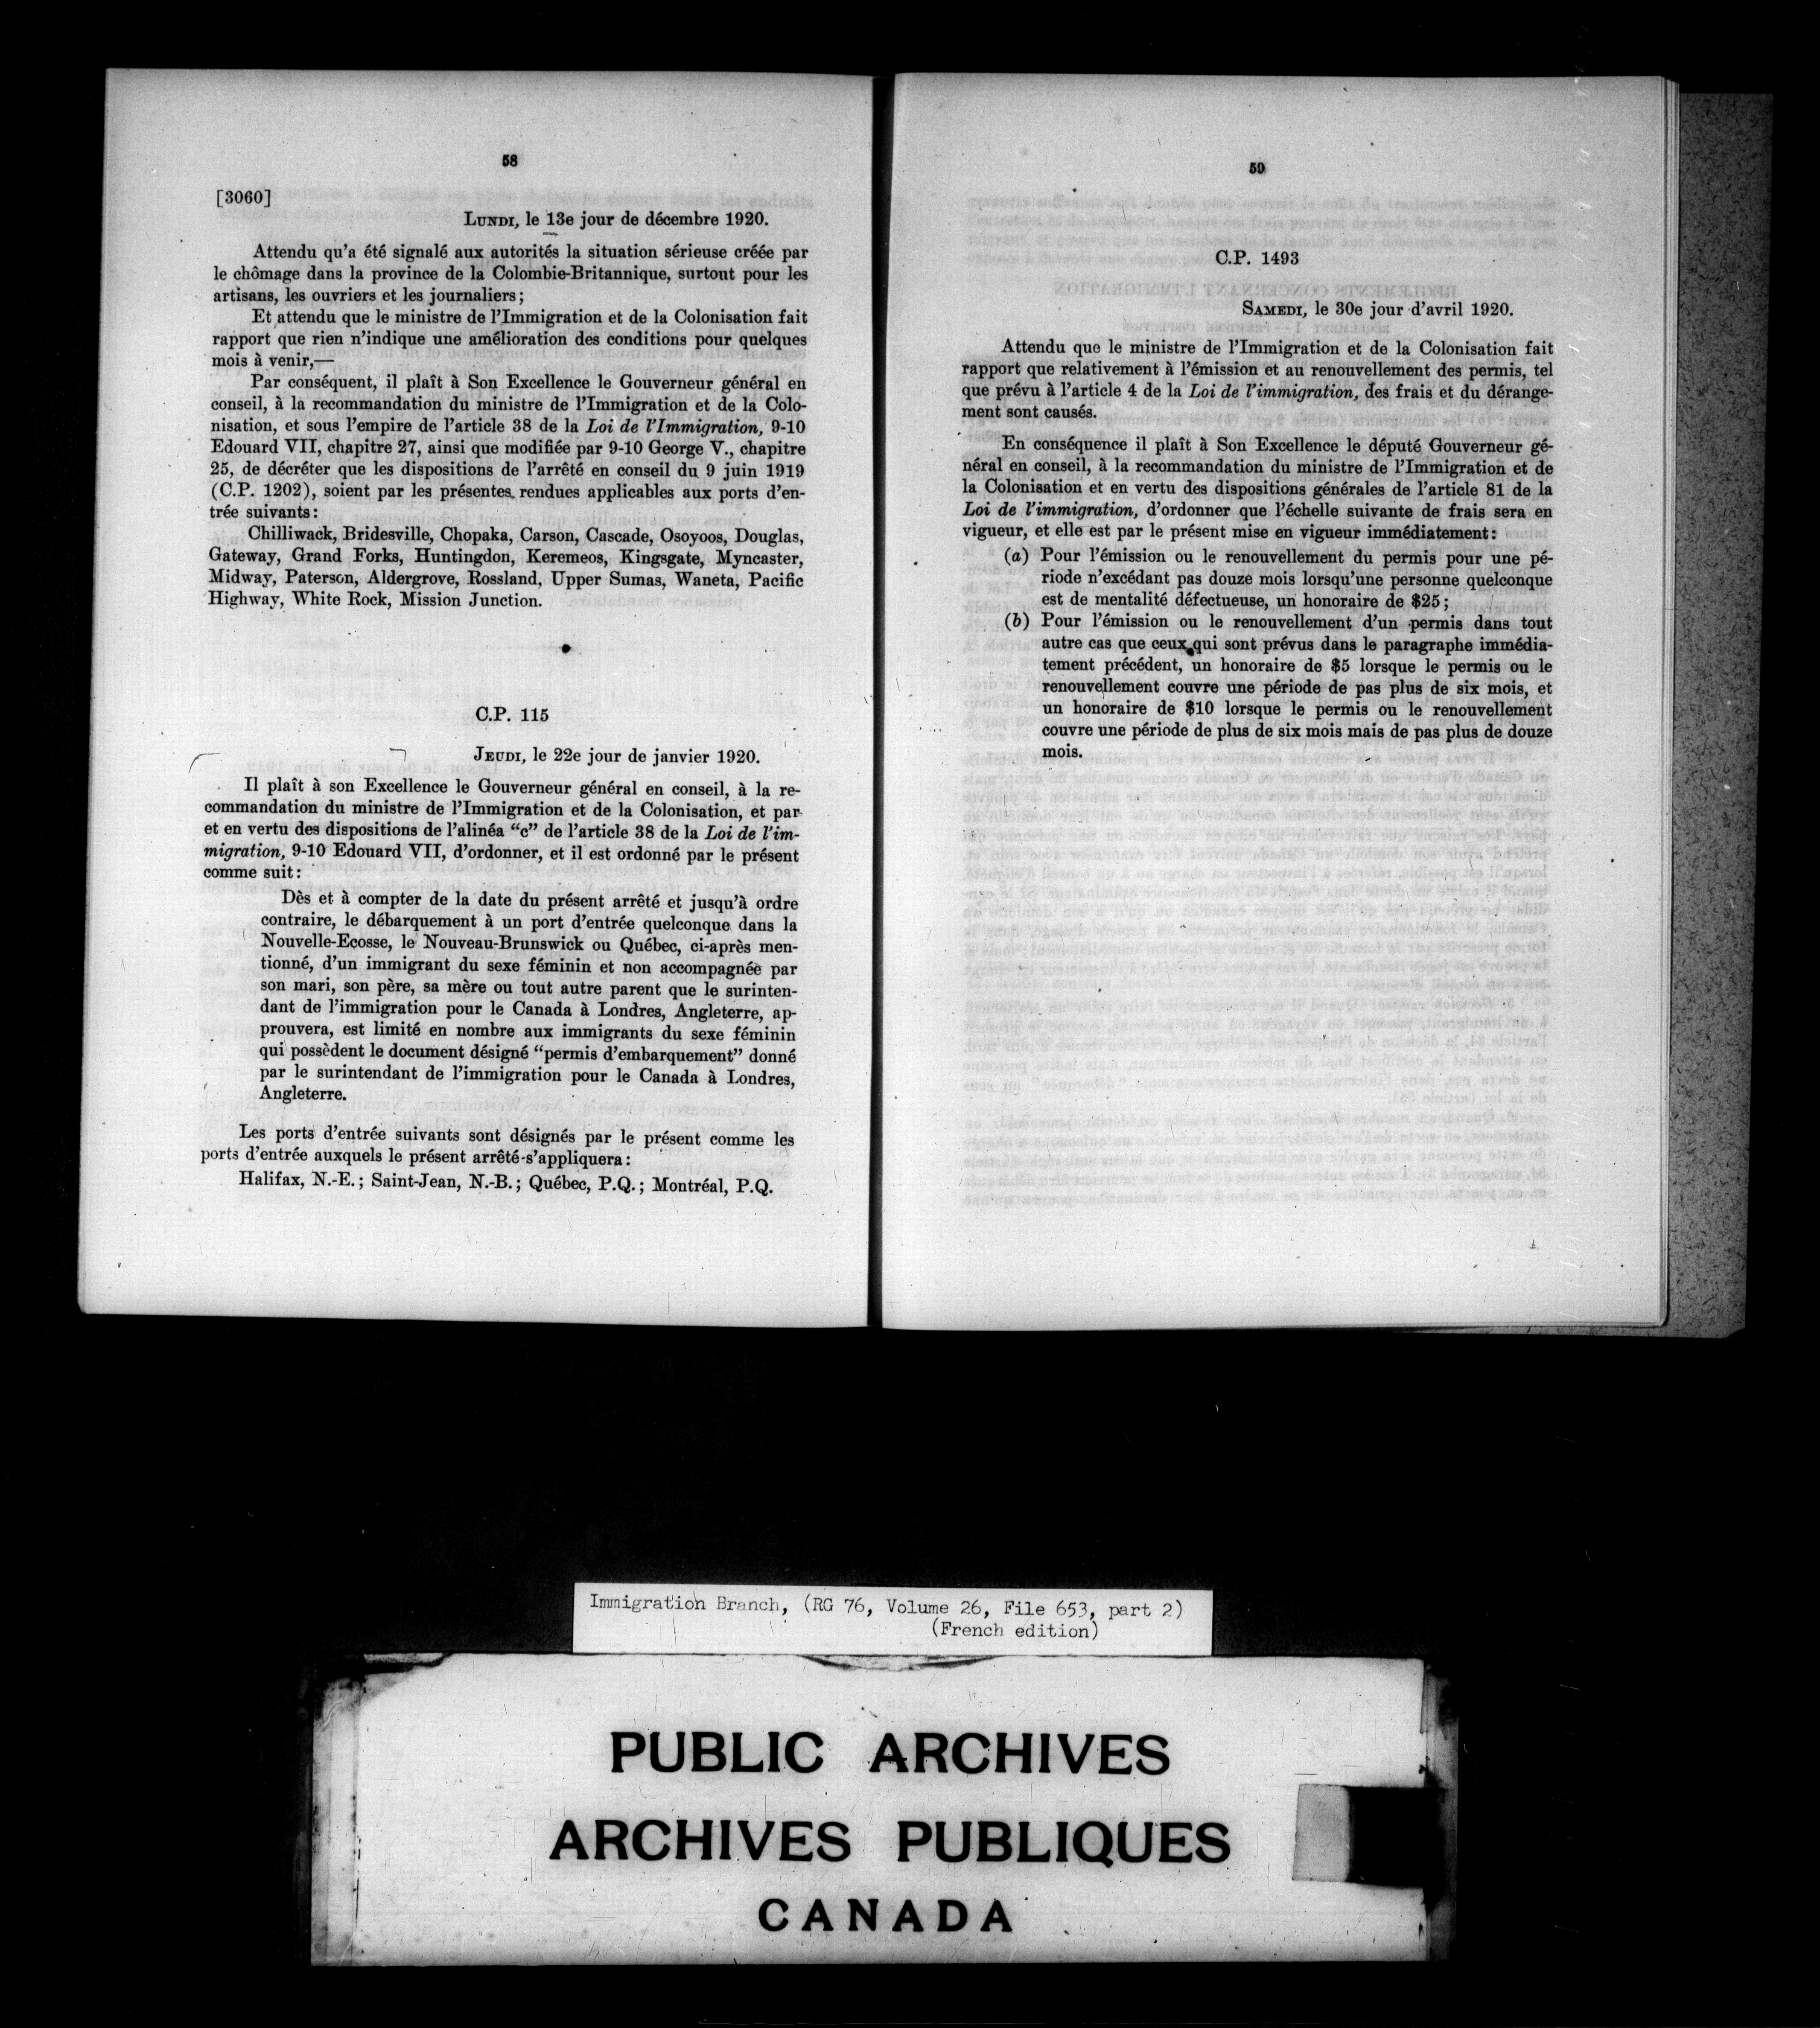 58
[3060]
LUNDI, le 13e jour de décembre 1920.
Attendu qu'a été signalé aux autorités la situation sérieuse créée par
le chômage dans la province de la Colombie-Britannique, surtout pour les
artisans, les ouvriers et les journaliers;
Et attendu que le ministre de l'Immigration et de la Colonisation fait
rapport que rien n'indique une amélioration des conditions pour quelques
mois à venir,—
Par conséquent, il plaît à Son Excellence le Gouverneur général en
conseil, à la recommandation du ministre de l'Immigration et de la Colo-
nisation, et sous l'empire de l'article 38 de la Loi de l'Immigration, 9-10
Edouard VII, chapitre 27, ainsi que modifiée par 9-10 George V., chapitre
25, de décréter que les dispositions de l'arrêté en conseil du 9 juin 1919
(C.P. 1202), soient par les présentes rendues applicables aux ports d'en-
trée suivants:
Chilliwack, Bridesville, Chopaka, Carson, Cascade, Osoyoos, Douglas,
Gateway, Grand Forks, Huntingdon, Keremeos, Kingsgate, Myncaster,
Midway, Paterson, Aldergrove, Rossland, Upper Sumas, Waneta, Pacific
Highway, White Rock, Mission Junction.
C.P. 115
JEUDI, le 22e jour de janvier 1920.
Il plaît à son Excellence le Gouverneur général en conseil, à la re-
commandation du ministre de l'Immigration et de la Colonisation, et par
et en vertu des dispositions de l'alinéa "c" de l'article 38 de la Loi de l'im-
migration, 9-10 Edouard VII, d'ordonner, et il est ordonné par le présent
comme suit:
Dès et à compter de la date du présent arrêté et jusqu'à ordre
contraire, le débarquement à un port d'entrée quelconque dans la
Nouvelle-Ecosse, le Nouveau-Brunswick ou Québec, ci-après men-
tionné, d'un immigrant du sexe féminin et non accompagnée par
son mari, son père, sa mère ou tout autre parent que le surinten-
dant de l'immigration pour le Canada à Londres, Angleterre, ap-
prouvera, est limité en nombre aux immigrants du sexe féminin
qui possèdent le document désigné "permis d'embarquement" donné
par le surintendant de l'immigration pour le Canada à Londres,
Angleterre.
Les ports d'entrée suivants sont désignés par le présent comme les
ports d'entrée auxquels le présent arrêté s'appliquera:
Halifax, N.-E.; Saint-Jean, N.-B.; Québec, P.Q.; Montréal, P.Q.
59
C.P. 1493
SAMEDI, le 30e jour d'avril 1920.
Attendu que le ministre de l'Immigration et de la Colonisation fait
rapport que relativement à l'émission et au renouvellement des permis, tel
que prévu à l'article 4 de la Loi de l'immigration, des frais et du dérange-
ment sont causés.
En conséquence il plaît à Son Excellence le député Gouverneur gé-
néral en conseil, à la recommandation du ministre de l'Immigration et de
la Colonisation et en vertu des dispositions générales de l'article 81 de la
Loi de l'immigration, d'ordonner que l'échelle suivante de frais sera en
vigueur, et elle est par le présent mise en vigueur immédiatement:
(a) Pour l'émission ou le renouvellement du permis pour une pé-
riode n'excédant pas douze mois lorsqu'une personne quelconque
est de mentalité défectueuse, un honoraire de $25;
(b) Pour l'émission ou le renouvellement d'un permis dans tout
autre cas que ceux qui sont prévus dans le paragraphe immédia-
tement précédent, un honoraire de $5 lorsque le permis ou le
renouvellement couvre une période de pas plus de six mois, et
un honoraire de $10 lorsque le permis ou le renouvellement
couvre une période de plus de six mois mais de pas plus de douze
mois.
Immigration Branch, (RG 76, Volume 26, File 653, part 2)
(French edition)
PUBLIC ARCHIVES
ARCHIVES PUBLIQUES
CANADA